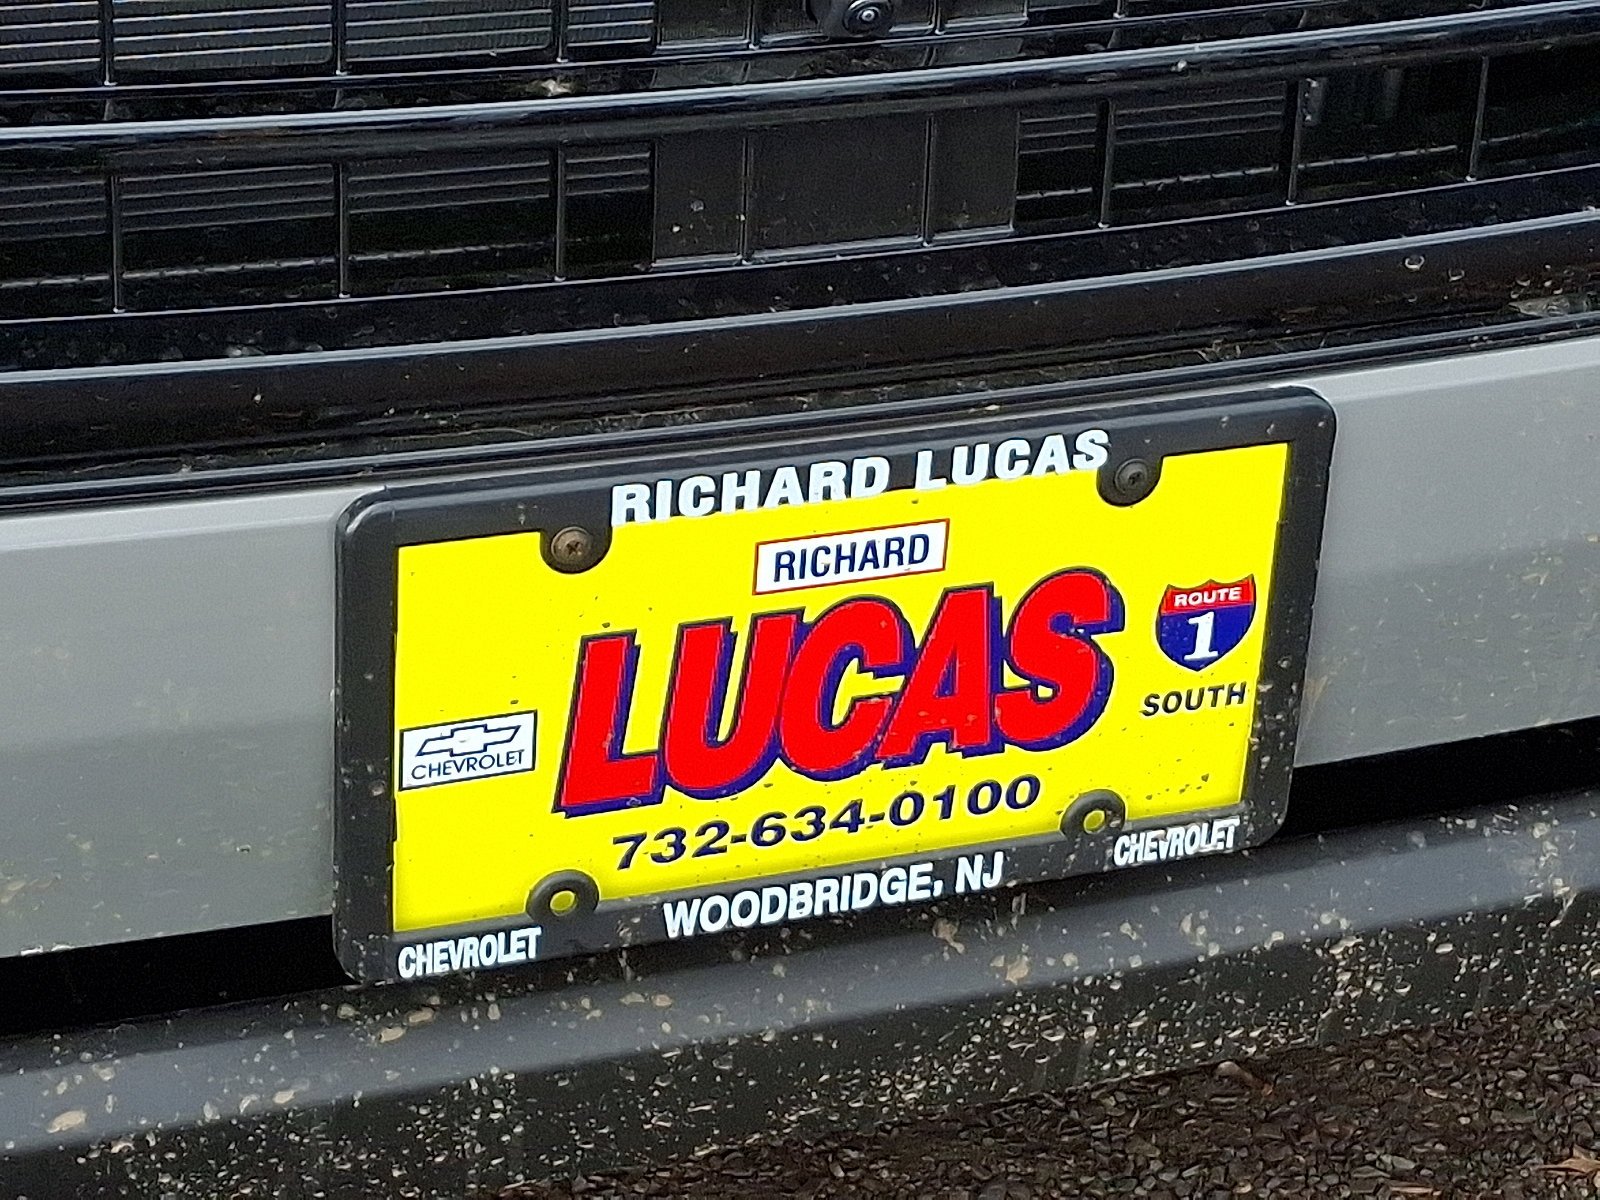 RICHARD LUCAS
RICHARD
LUCAS
ROUTE
1
SOUTH
CHEVROLET
732-634-0100
WOODBRIDGE, NJ
CHEVROLET
CHEVROLET